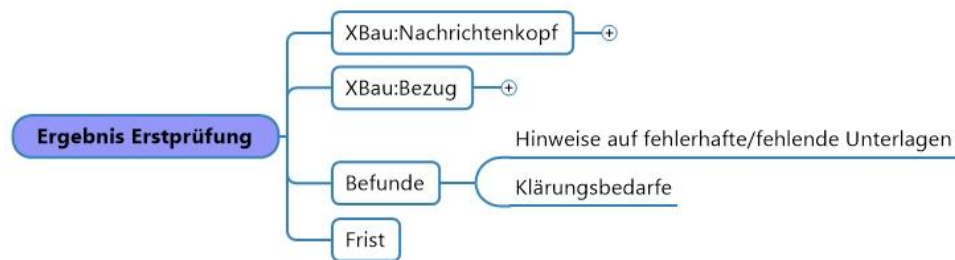 XBau:Nachrichtenkopf
XBau:Bezug
Ergebnis Erstprüfung
Hinweise auf fehlerhafte/fehlende Unterlagen
Befunde
Klärungsbedarfe
Frist